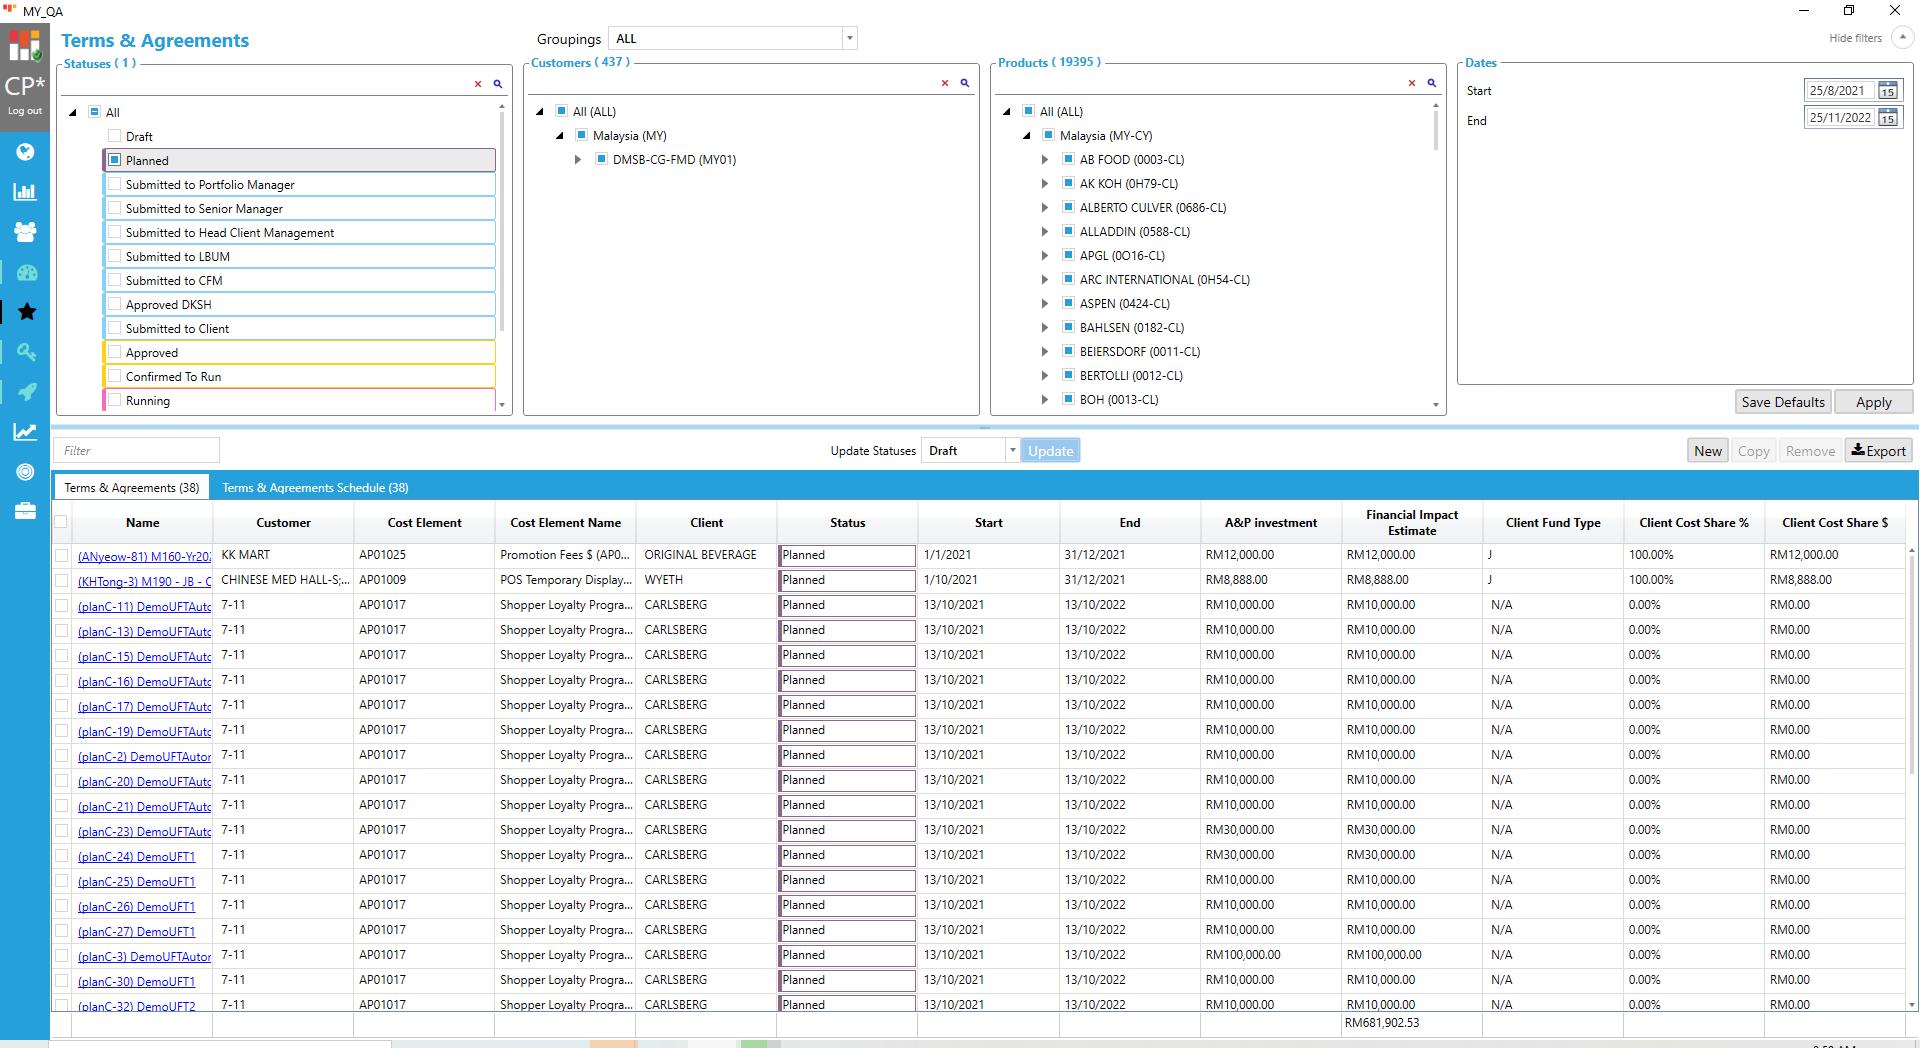 MY_QA
CP*
Log out
Terms & Agreements
Groupings ALL
Hide filters
Statuses ( 1 )
All
Draft
Planned
Submitted to Portfolio Manager
Submitted to Senior Manager
Submitted to Head Client Management
Submitted to LBUM
Submitted to CFM
Approved DKSH
Submitted to Client
Approved
Confirmed To Run
Running
Customers ( 437 )
All (ALL)
Malaysia (MY)
DMSB-CG-FMD (MY01)
Products ( 19395 )
All (ALL)
Malaysia (MY-CY)
AB FOOD (0003-CL)
AK KOH (0H79-CL)
ALBERTO CULVER (0686-CL)
ALLADDIN (0588-CL)
APGL (0O16-CL)
ARC INTERNATIONAL (0H54-CL)
ASPEN (0424-CL)
BAHLSEN (0182-CL)
BEIERSDORF (0011-CL)
BERTOLLI (0012-CL)
BOH (0013-CL)
Dates
Start 25/8/2021 15
End 25/11/2022 15
Save Defaults Apply
Filter Update Statuses Draft Update New Copy Remove Export
Terms & Agreements (38) Terms & Agreements Schedule (38)
Name Customer Cost Element Cost Element Name Client Status Start End A&P investment Financial Impact Estimate Client Fund Type Client Cost Share % Client Cost Share $
(ANyeow-81) M160-Yr202 KK MART AP01025 Promotion Fees $ (AP0... ORIGINAL BEVERAGE Planned 1/1/2021 31/12/2021 RM12,000.00 RM12,000.00 J 100.00% RM12,000.00
(KHTong-3) M190 - JB - C CHINESE MED HALL-S;... AP01009 POS Temporary Display... WYETH Planned 1/10/2021 31/12/2021 RM8,888.00 RM8,888.00 J 100.00% RM8,888.00
(planC-11) DemoUFTAuto 7-11 AP01017 Shopper Loyalty Progra... CARLSBERG Planned 13/10/2021 13/10/2022 RM10,000.00 RM10,000.00 N/A 0.00% RM0.00
(planC-13) DemoUFTAuto 7-11 AP01017 Shopper Loyalty Progra... CARLSBERG Planned 13/10/2021 13/10/2022 RM10,000.00 RM10,000.00 N/A 0.00% RM0.00
(planC-15) DemoUFTAuto 7-11 AP01017 Shopper Loyalty Progra... CARLSBERG Planned 13/10/2021 13/10/2022 RM10,000.00 RM10,000.00 N/A 0.00% RM0.00
(planC-16) DemoUFTAuto 7-11 AP01017 Shopper Loyalty Progra... CARLSBERG Planned 13/10/2021 13/10/2022 RM10,000.00 RM10,000.00 N/A 0.00% RM0.00
(planC-17) DemoUFTAuto 7-11 AP01017 Shopper Loyalty Progra... CARLSBERG Planned 13/10/2021 13/10/2022 RM10,000.00 RM10,000.00 N/A 0.00% RM0.00
(planC-19) DemoUFTAuto 7-11 AP01017 Shopper Loyalty Progra... CARLSBERG Planned 13/10/2021 13/10/2022 RM10,000.00 RM10,000.00 N/A 0.00% RM0.00
(planC-2) DemoUFTAutor 7-11 AP01017 Shopper Loyalty Progra... CARLSBERG Planned 13/10/2021 13/10/2022 RM10,000.00 RM10,000.00 N/A 0.00% RM0.00
(planC-20) DemoUFTAuto 7-11 AP01017 Shopper Loyalty Progra... CARLSBERG Planned 13/10/2021 13/10/2022 RM10,000.00 RM10,000.00 N/A 0.00% RM0.00
(planC-21) DemoUFTAuto 7-11 AP01017 Shopper Loyalty Progra... CARLSBERG Planned 13/10/2021 13/10/2022 RM10,000.00 RM10,000.00 N/A 0.00% RM0.00
(planC-23) DemoUFTAuto 7-11 AP01017 Shopper Loyalty Progra... CARLSBERG Planned 13/10/2021 13/10/2022 RM30,000.00 RM30,000.00 N/A 0.00% RM0.00
(planC-24) DemoUFT1 7-11 AP01017 Shopper Loyalty Progra... CARLSBERG Planned 13/10/2021 13/10/2022 RM30,000.00 RM30,000.00 N/A 0.00% RM0.00
(planC-25) DemoUFT1 7-11 AP01017 Shopper Loyalty Progra... CARLSBERG Planned 13/10/2021 13/10/2022 RM10,000.00 RM10,000.00 N/A 0.00% RM0.00
(planC-26) DemoUFT1 7-11 AP01017 Shopper Loyalty Progra... CARLSBERG Planned 13/10/2021 13/10/2022 RM10,000.00 RM10,000.00 N/A 0.00% RM0.00
(planC-27) DemoUFT1 7-11 AP01017 Shopper Loyalty Progra... CARLSBERG Planned 13/10/2021 13/10/2022 RM10,000.00 RM10,000.00 N/A 0.00% RM0.00
(planC-3) DemoUFTAutor 7-11 AP01017 Shopper Loyalty Progra... CARLSBERG Planned 13/10/2021 13/10/2022 RM100,000.00 RM100,000.00 N/A 0.00% RM0.00
(planC-30) DemoUFT1 7-11 AP01017 Shopper Loyalty Progra... CARLSBERG Planned 13/10/2021 13/10/2022 RM10,000.00 RM10,000.00 N/A 0.00% RM0.00
(planC-32) DemoUFT2 7-11 AP01017 Shopper Loyalty Progra... CARLSBERG Planned 13/10/2021 13/10/2022 RM10,000.00 RM10,000.00 N/A 0.00% RM0.00
RM681,902.53